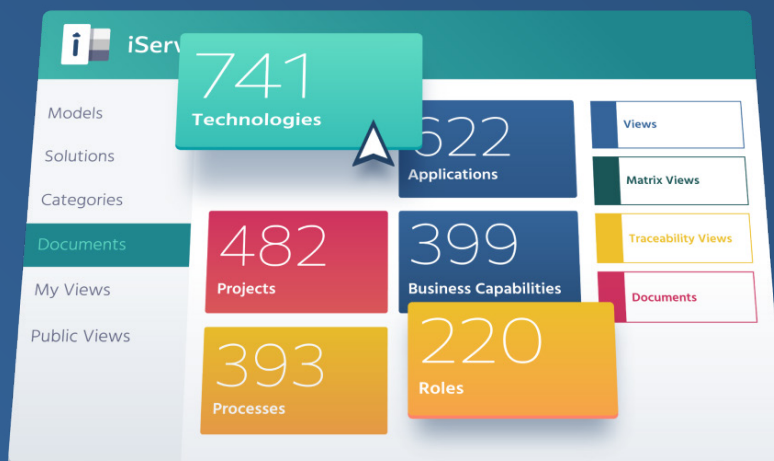 iServ
741
Technologies
622
Applications
Models
Solutions
Categories
Documents
My Views
Public Views
482
Projects
399
Business Capabilities
393
Processes
220
Roles
Views
Matrix Views
Traceability Views
Documents